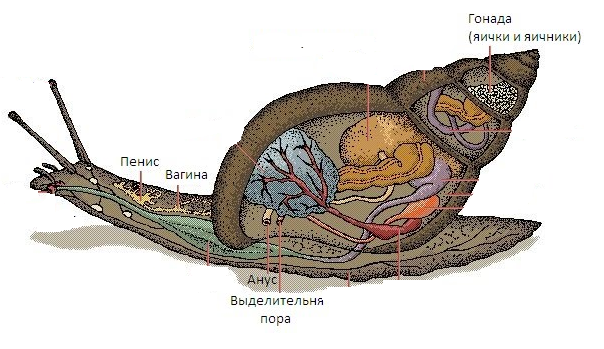 Гонада
(яички и яичники)
Пенис
Вагина
Анус
Выделительня
пора